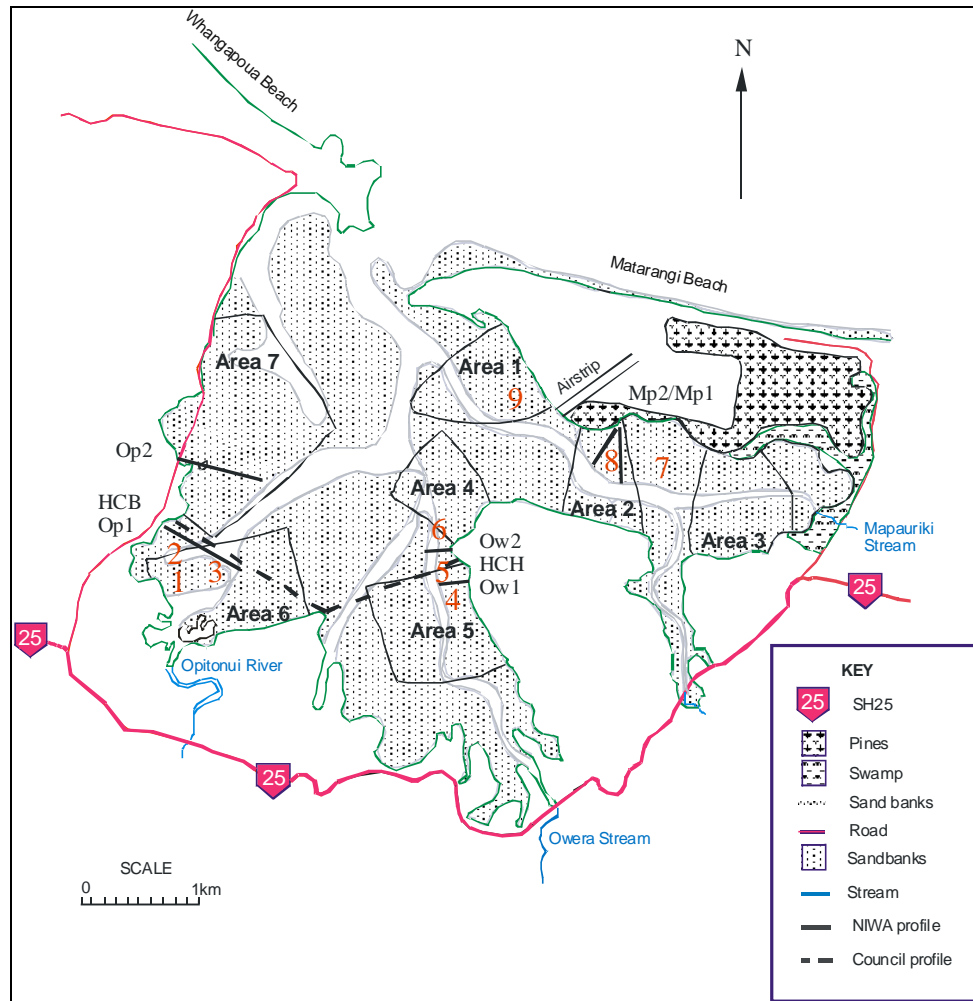 Whangapoua Beach
N
Matarangi Beach
Area 7
Area 1
9
Airstrip
Mp2/Mp1
Op2
8
7
Area 4
Area 2
Area 3
Mapauriki
Stream
HCB
Op1
6
Ow2
HCH
Ow1
2
1
3
5
4
Area 6
Area 5
25
25
Opitonui River
25
Owera Stream
SCALE
0 1km
KEY
25 SH25
Pines
Swamp
Sand banks
Road
Sandbanks
Stream
NIWA profile
Council profile